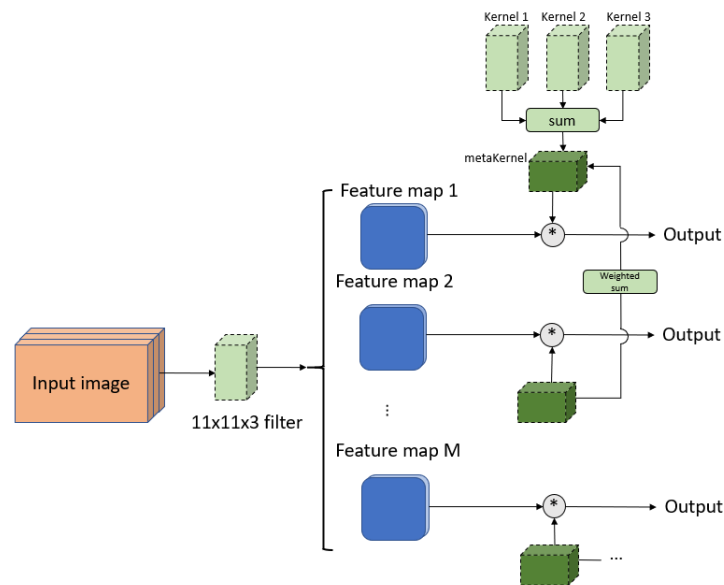 Kernel 1 Kernel 2 Kernel 3
sum
metaKernel
Feature map 1
*
Output
Feature map 2
Weighted
sum
*
Output
Input image
11x11x3 filter
...
Feature map M
*
Output
...